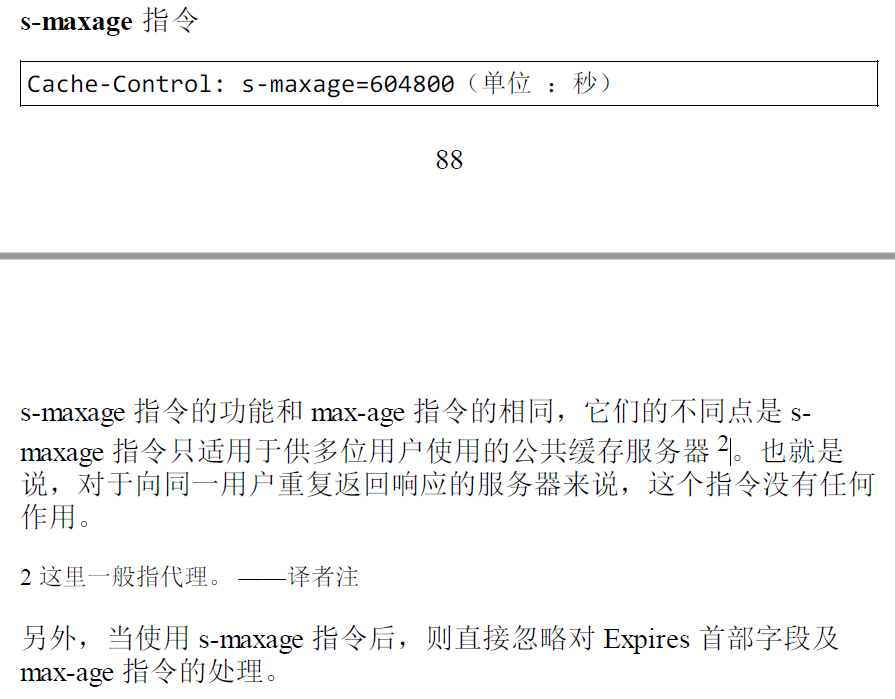 s-maxage 指令
Cache-Control: s-maxage=604800（单位 ：秒）
88
s-maxage 指令的功能和 max-age 指令的相同，它们的不同点是 s-
maxage 指令只适用于供多位用户使用的公共缓存服务器 2。也就是
说，对于向同一用户重复返回响应的服务器来说，这个指令没有任何
作用。
2 这里一般指代理。 ——译者注
另外，当使用 s-maxage 指令后，则直接忽略对 Expires 首部字段及
max-age 指令的处理。